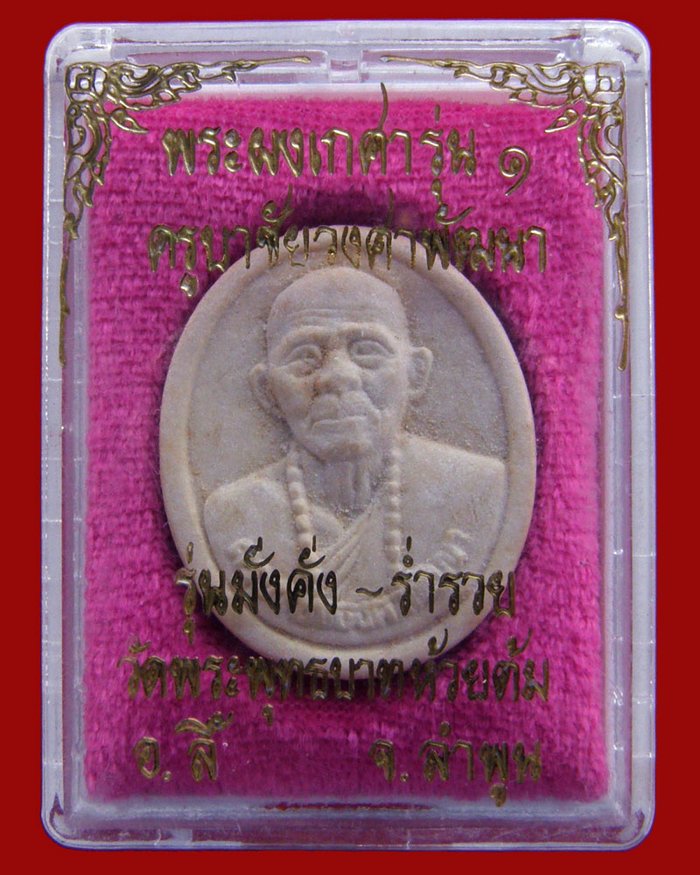 พระผงเกศารุ่น ๑
ครูบาชัยวงศ์พัฒนา
รุ่นมั่งคั่ง ~ ร่ำรวย
วัดพระพุทธบาทห้วยต้ม
อ. ลี้ จ. ลำพูน